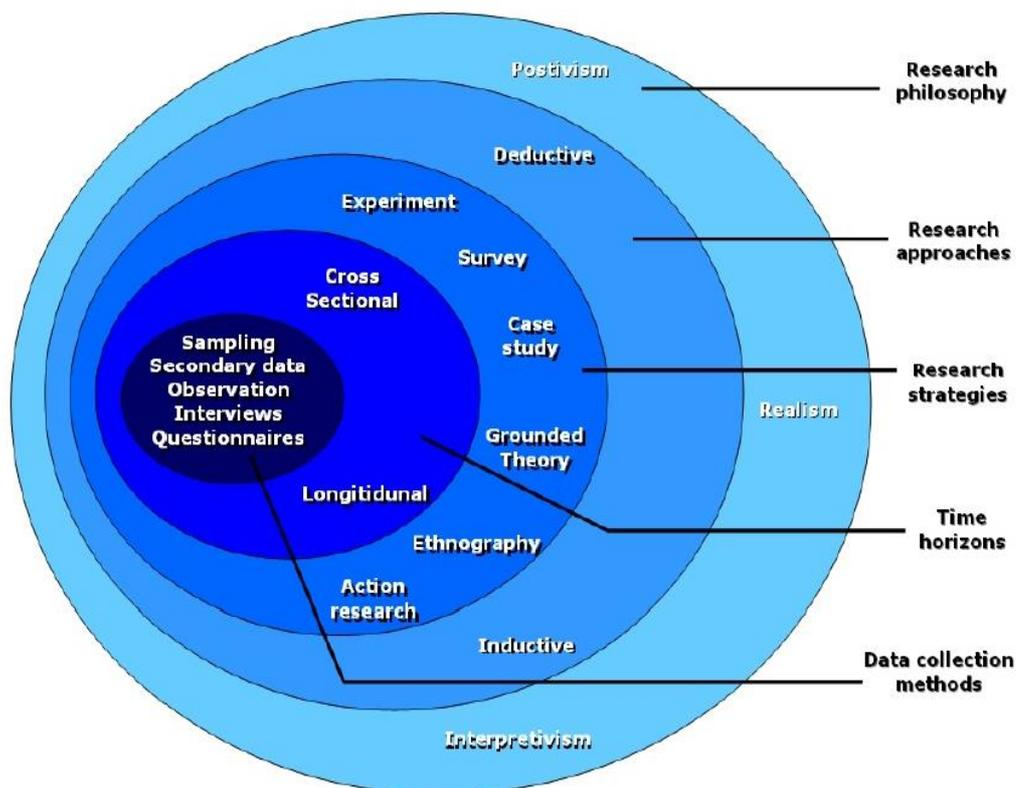 Postivism
Research
philosophy
Deductive
Experiment
Research
approaches
Survey
Cross
Sectional
Case
study
Sampling
Secondary data
Observation
Interviews
Questionnaires
Research
strategies
Realism
Grounded
Theory
Longitidunal
Time
horizons
Ethnography
Action
research
Inductive
Data collection
methods
Interpretivism